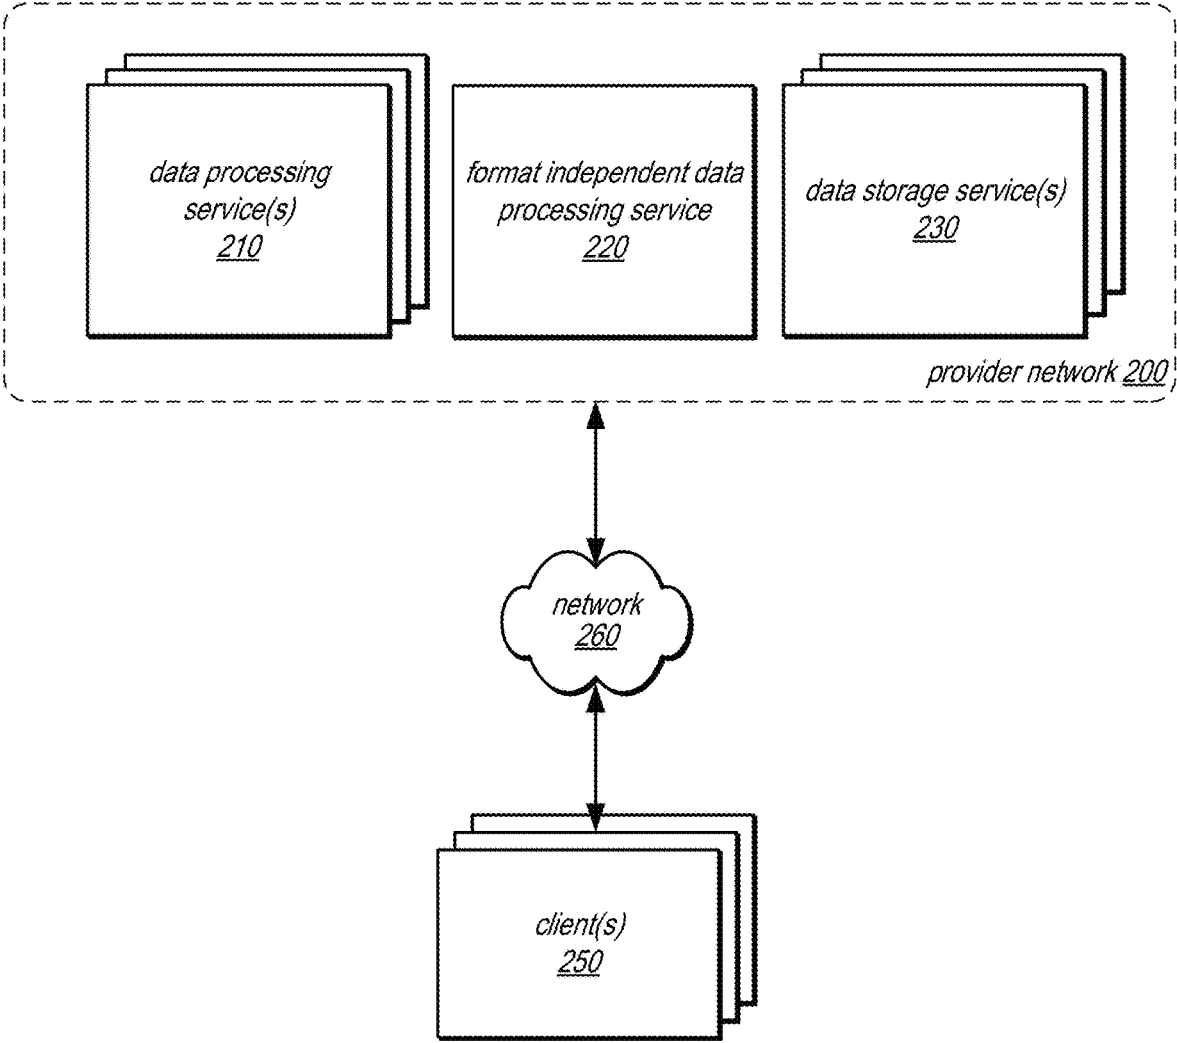 data processing
service(s)
210
format independent data
processing service
220
data storage service(s)
230
provider network 200
network
260
client(s)
250